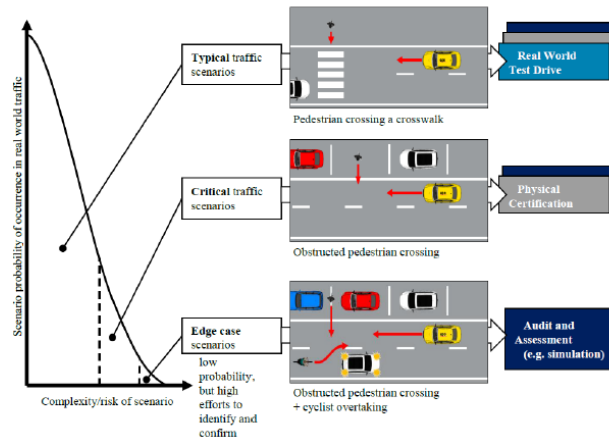 Scenario probability of occurrence in real world traffic
Typical traffic
scenarios
Pedestrian crossing a crosswalk
Real World
Test Drive
Critical traffic
scenarios
Obstructed pedestrian crossing
Physical
Certification
Edge case
scenarios
low
probability,
but high
efforts to
identify and
confirm
Obstructed pedestrian crossing
+ cyclist overtaking
Audit and
Assessment
(e.g. simulation)
Complexity/risk of scenario